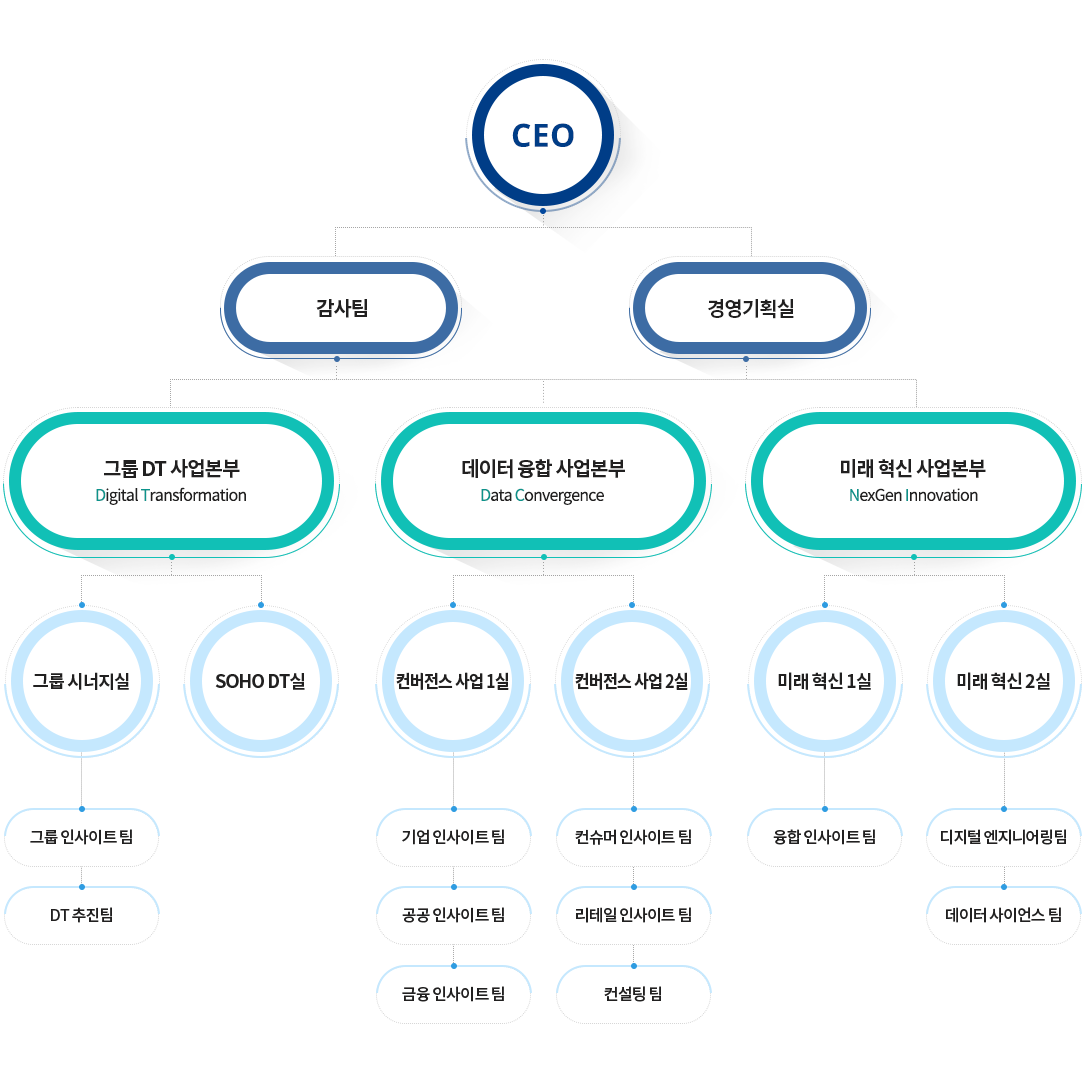 CEO
감사팀
경영기획실
그룹 DT 사업본부
Digital Transformation
데이터 융합 사업본부
Data Convergence
미래 혁신 사업본부
NexGen Innovation
그룹 시너지실
SOHO DT실
컨버전스 사업 1실
컨버전스 사업 2실
미래 혁신 1실
미래 혁신 2실
그룹 인사이트 팀
기업 인사이트 팀
컨슈머 인사이트 팀
융합 인사이트 팀
디지털 엔지니어링팀
DT 추진팀
공공 인사이트 팀
리테일 인사이트 팀
데이터 사이언스 팀
금융 인사이트 팀
컨설팅 팀